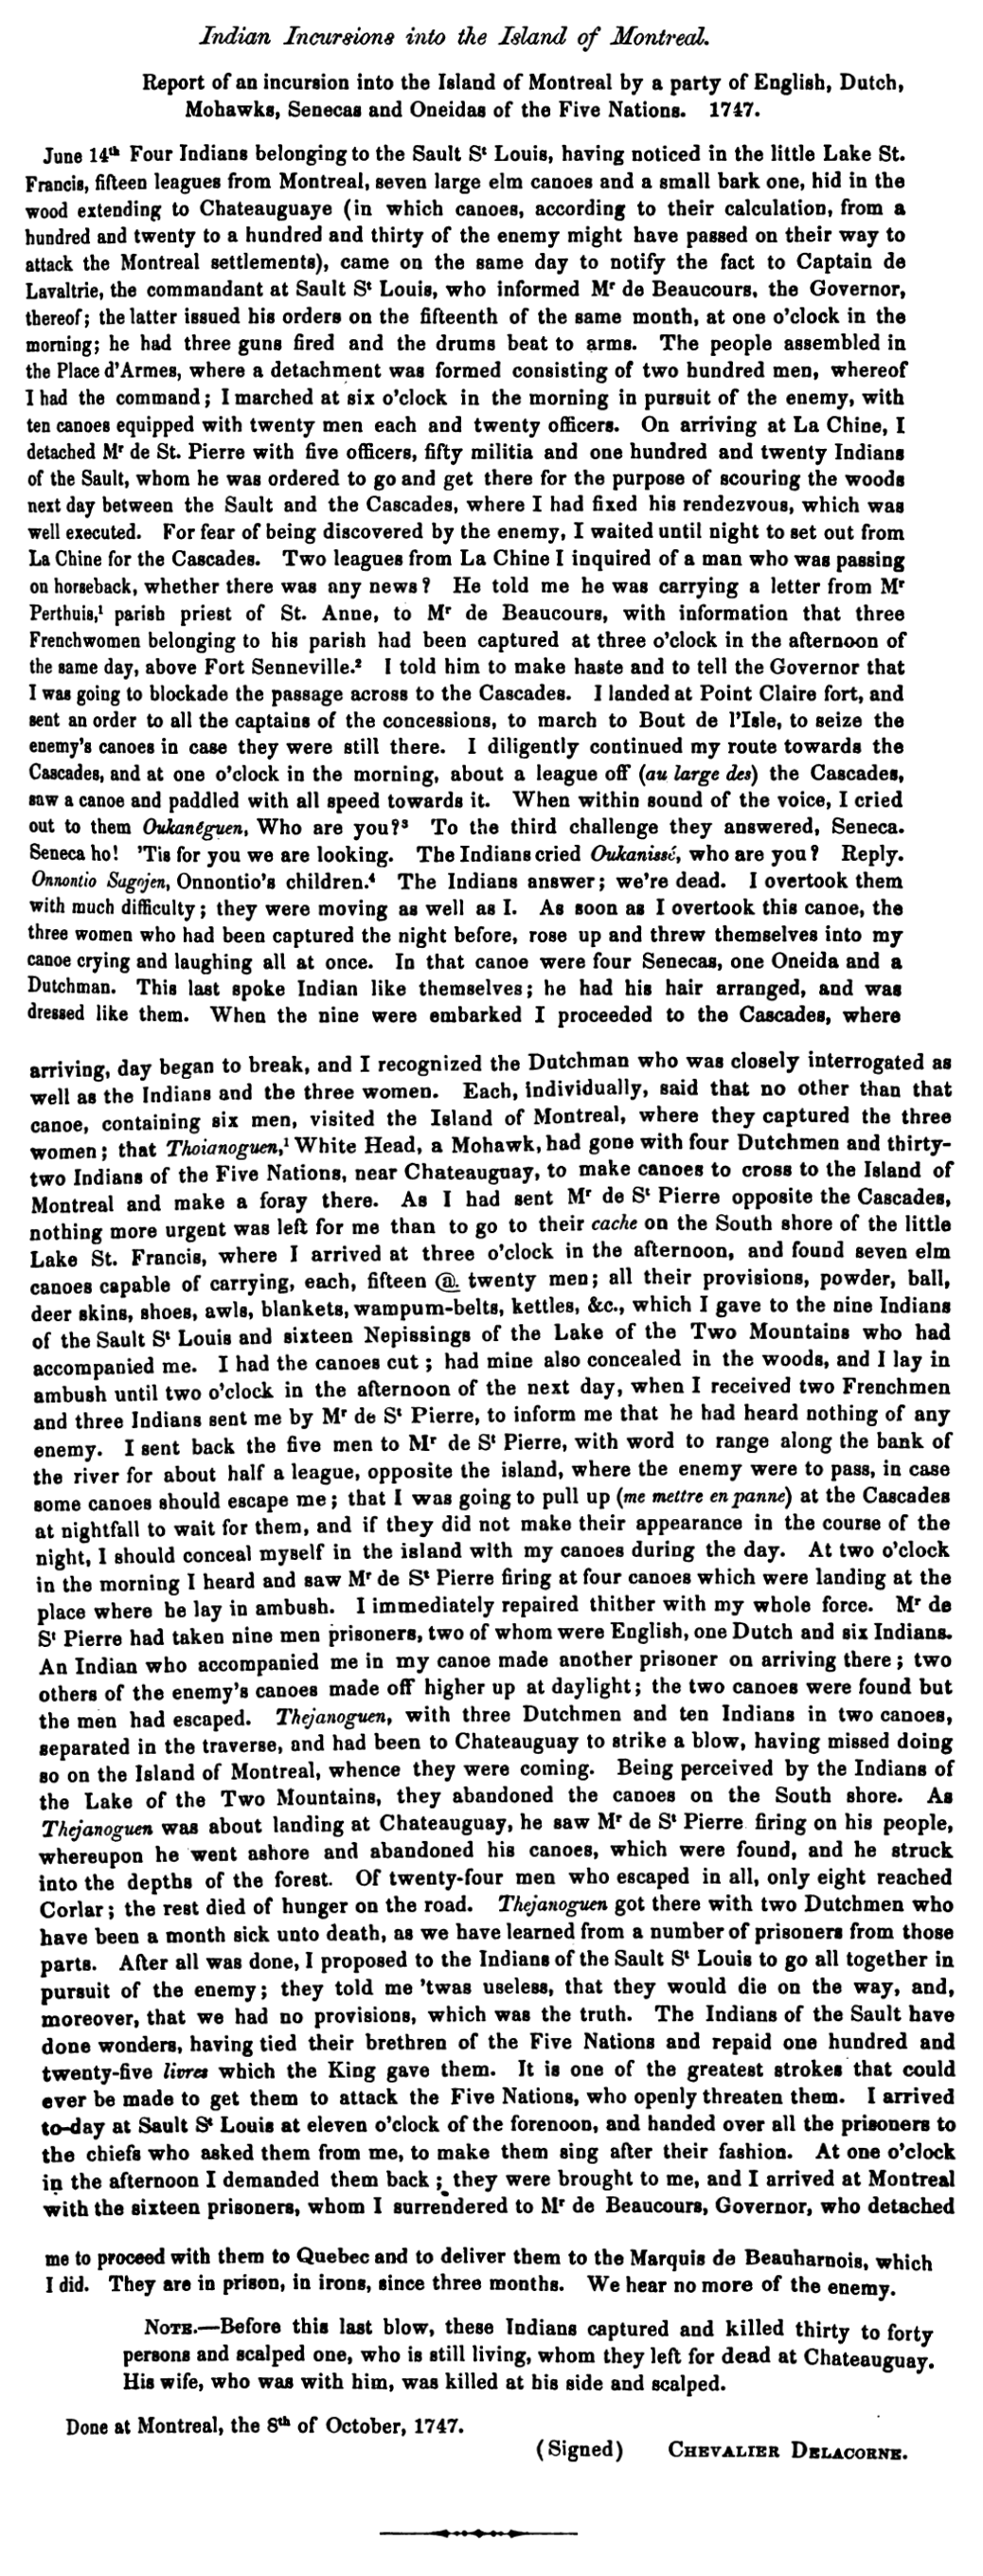 Indian Incursions into the Island of Montreal.
Report of an incursion into the Island of Montreal by a party of English, Dutch,
Mohawks, Senecas and Oneidas of the Five Nations. 1747.
June 14th Four Indians belonging to the Sault St Louis, having noticed in the little Lake St.
Francis, fifteen leagues from Montreal, seven large elm canoes and a small bark one, hid in the
wood extending to Chateauguaye (in which canoes, according to their calculation, from a
hundred and twenty to a hundred and thirty of the enemy might have passed on their way to
attack the Montreal settlements), came on the same day to notify the fact to Captain de
Lavaltrie, the commandant at Sault St Louis, who informed Mr de Beaucours, the Governor,
thereof; the latter issued his orders on the fifteenth of the same month, at one o'clock in the
morning; he had three guns fired and the drums beat to arms. The people assembled in
the Place d'Armes, where a detachment was formed consisting of two hundred men, whereof
I had the command; I marched at six o'clock in the morning in pursuit of the enemy, with
ten canoes equipped with twenty men each and twenty officers. On arriving at La Chine, I
detached Mr de St. Pierre with five officers, fifty militia and one hundred and twenty Indians
of the Sault, whom he was ordered to go and get there for the purpose of scouring the woods
next day between the Sault and the Cascades, where I had fixed his rendezvous, which was
well executed. For fear of being discovered by the enemy, I waited until night to set out from
La Chine for the Cascades. Two leagues from La Chine I inquired of a man who was passing
on horseback, whether there was any news? He told me he was carrying a letter from Mr
Perthuis,¹ parish priest of St. Anne, to Mr de Beaucours, with information that three
Frenchwomen belonging to his parish had been captured at three o'clock in the afternoon of
the same day, above Fort Senneville.² I told him to make haste and to tell the Governor that
I was going to blockade the passage across to the Cascades. I landed at Point Claire fort, and
sent an order to all the captains of the concessions, to march to Bout de l'Isle, to seize the
enemy's canoes in case they were still there. I diligently continued my route towards the
Cascades, and at one o'clock in the morning, about a league off (au large des) the Cascades,
saw a canoe and paddled with all speed towards it. When within sound of the voice, I cried
out to them Oukanéguen, Who are you?³ To the third challenge they answered, Seneca.
Seneca ho! 'Tis for you we are looking. The Indians cried Oukanissé, who are you? Reply.
Onnontio Sagojen, Onnontio's children.⁴ The Indians answer; we're dead. I overtook them
with much difficulty; they were moving as well as I. As soon as I overtook this canoe, the
three women who had been captured the night before, rose up and threw themselves into my
canoe crying and laughing all at once. In that canoe were four Senecas, one Oneida and a
Dutchman. This last spoke Indian like themselves; he had his hair arranged, and was
dressed like them. When the nine were embarked I proceeded to the Cascades, where
arriving, day began to break, and I recognized the Dutchman who was closely interrogated as
well as the Indians and the three women. Each, individually, said that no other than that
canoe, containing six men, visited the Island of Montreal, where they captured the three
women; that Thoianoguen,¹ White Head, a Mohawk, had gone with four Dutchmen and thirty-
two Indians of the Five Nations, near Chateauguay, to make canoes to cross to the Island of
Montreal and make a foray there. As I had sent Mr de St Pierre opposite the Cascades,
nothing more urgent was left for me than to go to their cache on the South shore of the little
Lake St. Francis, where I arrived at three o'clock in the afternoon, and found seven elm
canoes capable of carrying, each, fifteen @. twenty men; all their provisions, powder, ball,
deer skins, shoes, awls, blankets, wampum-belts, kettles, &c., which I gave to the nine Indians
of the Sault St Louis and sixteen Nepissings of the Lake of the Two Mountains who had
accompanied me. I had the canoes cut; had mine also concealed in the woods, and I lay in
ambush until two o'clock in the afternoon of the next day, when I received two Frenchmen
and three Indians sent me by Mr de St Pierre, to inform me that he had heard nothing of any
enemy. I sent back the five men to Mr de St Pierre, with word to range along the bank of
the river for about half a league, opposite the island, where the enemy were to pass, in case
some canoes should escape me; that I was going to pull up (me mettre en panne) at the Cascades
at nightfall to wait for them, and if they did not make their appearance in the course of the
night, I should conceal myself in the island with my canoes during the day. At two o'clock
in the morning I heard and saw Mr de St Pierre firing at four canoes which were landing at the
place where he lay in ambush. I immediately repaired thither with my whole force. Mr de
St Pierre had taken nine men prisoners, two of whom were English, one Dutch and six Indians.
An Indian who accompanied me in my canoe made another prisoner on arriving there; two
others of the enemy's canoes made off higher up at daylight; the two canoes were found but
the men had escaped. Thejanoguen, with three Dutchmen and ten Indians in two canoes,
separated in the traverse, and had been to Chateauguay to strike a blow, having missed doing
so on the Island of Montreal, whence they were coming. Being perceived by the Indians of
the Lake of the Two Mountains, they abandoned the canoes on the South shore. As
Thejanoguen was about landing at Chateauguay, he saw Mr de St Pierre firing on his people,
whereupon he went ashore and abandoned his canoes, which were found, and he struck
into the depths of the forest. Of twenty-four men who escaped in all, only eight reached
Corlar; the rest died of hunger on the road. Thejanoguen got there with two Dutchmen who
have been a month sick unto death, as we have learned from a number of prisoners from those
parts. After all was done, I proposed to the Indians of the Sault St Louis to go all together in
pursuit of the enemy; they told me 'twas useless, that they would die on the way, and,
moreover, that we had no provisions, which was the truth. The Indians of the Sault have
done wonders, having tied their brethren of the Five Nations and repaid one hundred and
twenty-five livres which the King gave them. It is one of the greatest strokes that could
ever be made to get them to attack the Five Nations, who openly threaten them. I arrived
to-day at Sault St Louis at eleven o'clock of the forenoon, and handed over all the prisoners to
the chiefs who asked them from me, to make them sing after their fashion. At one o'clock
in the afternoon I demanded them back; they were brought to me, and I arrived at Montreal
with the sixteen prisoners, whom I surrendered to Mr de Beaucours, Governor, who detached
me to proceed with them to Quebec and to deliver them to the Marquis de Beauharnois, which
I did. They are in prison, in irons, since three months. We hear no more of the enemy.
NOTE.—Before this last blow, these Indians captured and killed thirty to forty
persons and scalped one, who is still living, whom they left for dead at Chateauguay.
His wife, who was with him, was killed at his side and scalped.
Done at Montreal, the 8th of October, 1747.
(Signed) CHEVALIER DELACORNE.